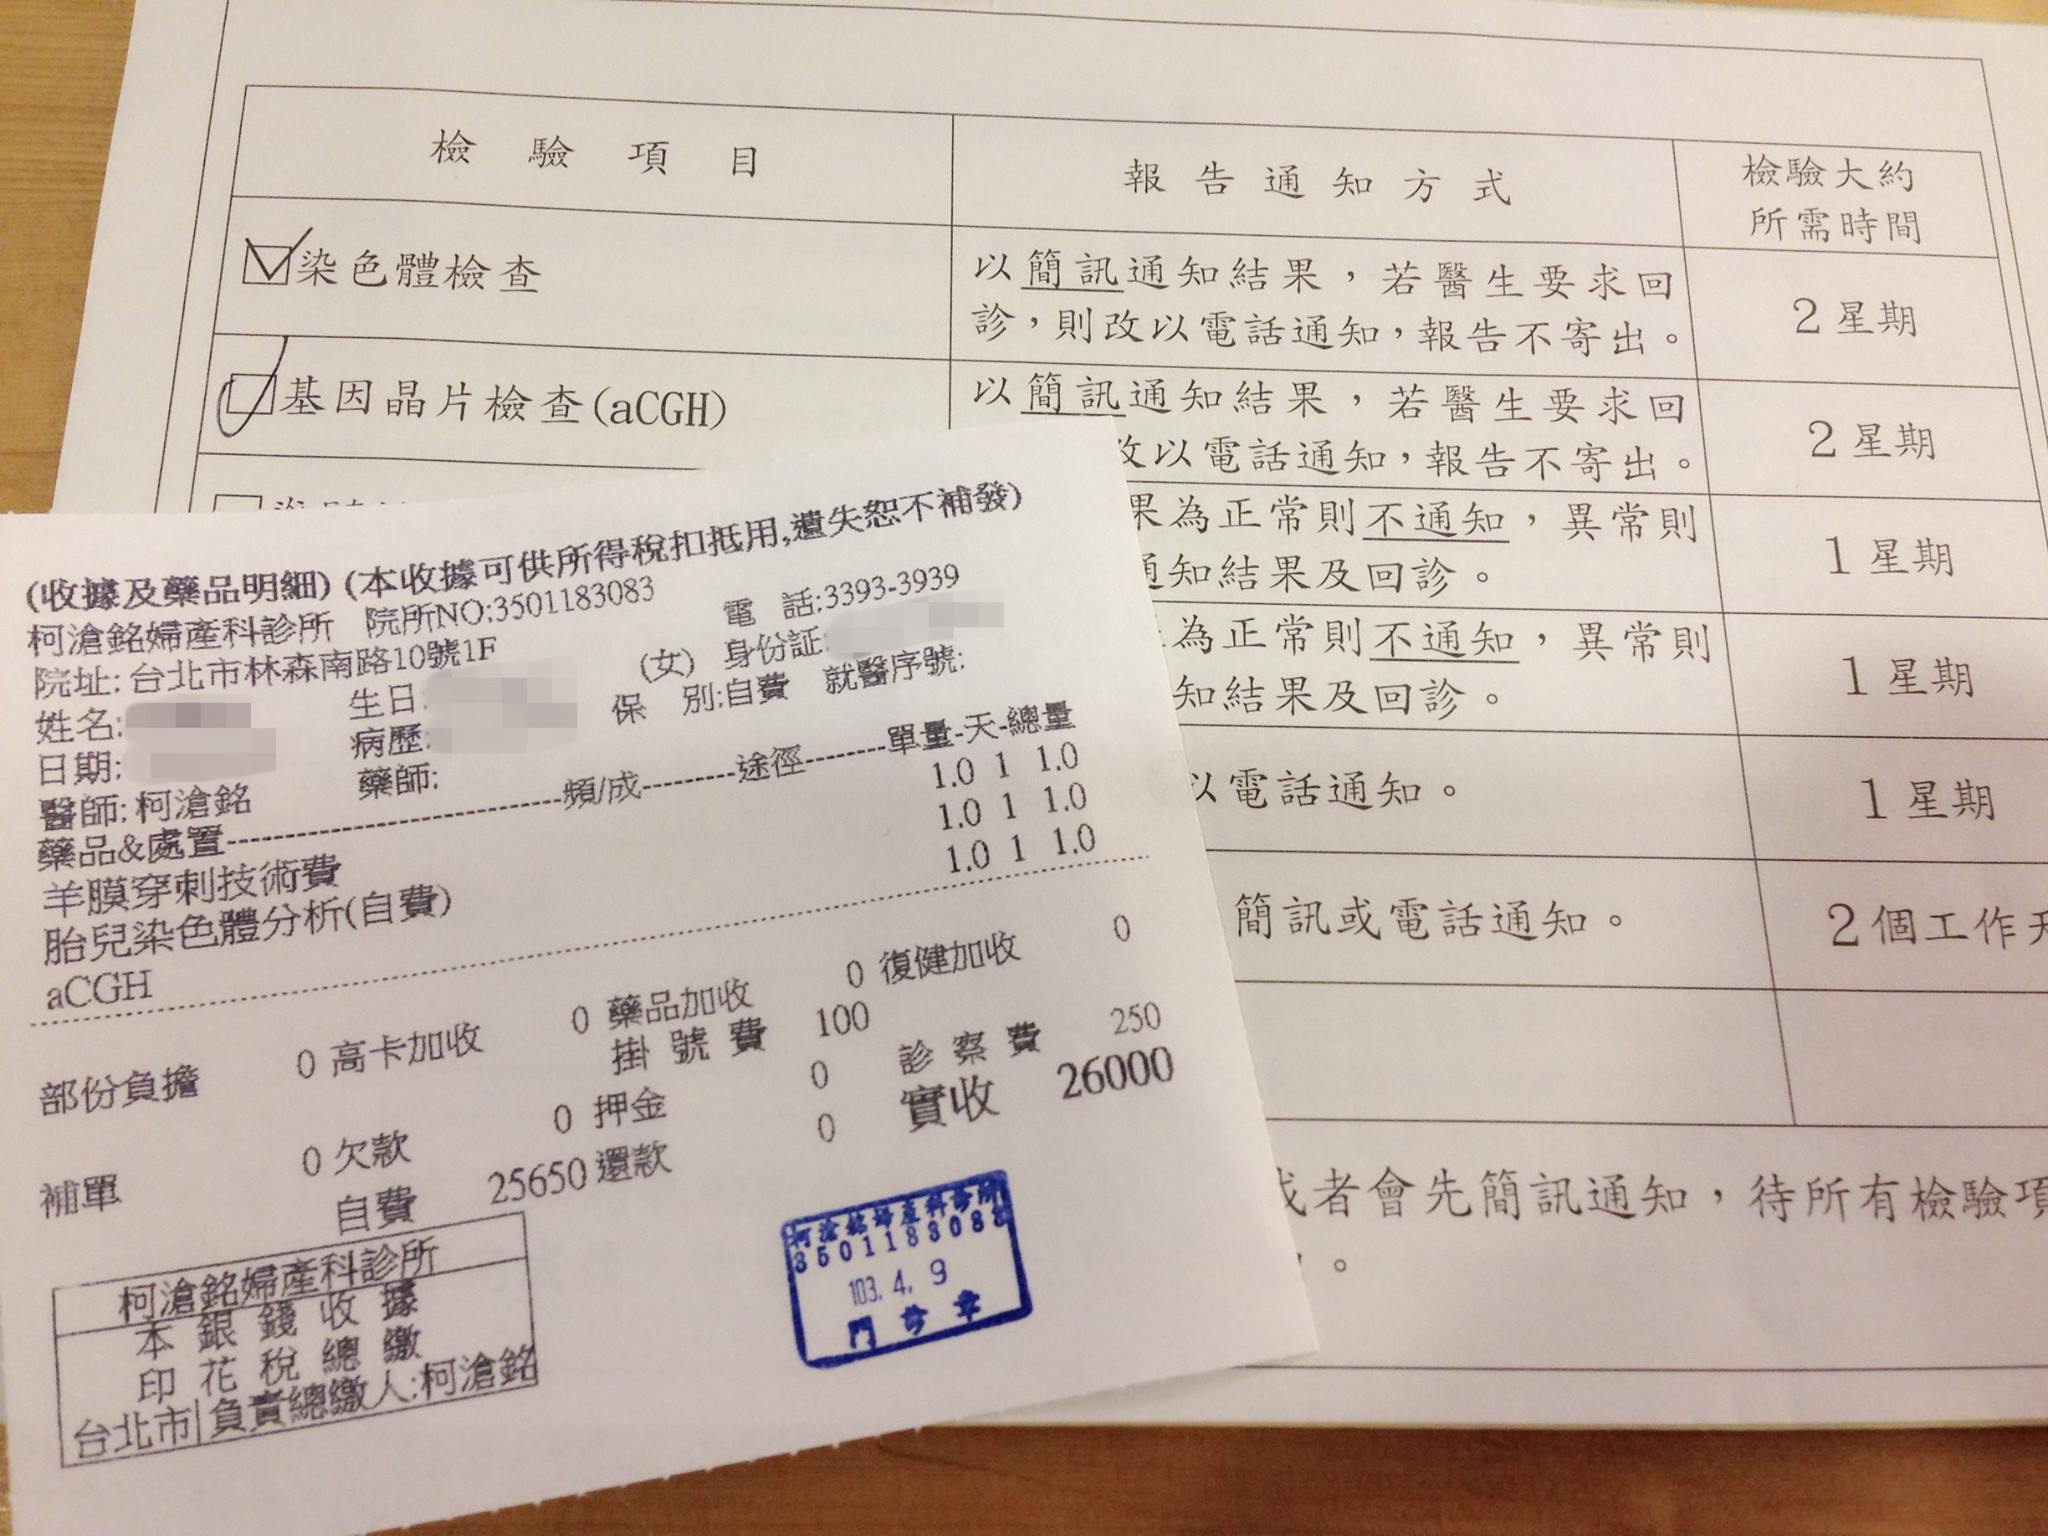 檢驗項目
報告通知方式
檢驗大約
所需時間
染色體檢查
以簡訊通知結果，若醫生要求回
診，則改以電話通知，報告不寄出。
2星期
基因晶片檢查(aCGH)
以簡訊通知結果，若醫生要求回
改以電話通知，報告不寄出。
2星期
果為正常則不通知，異常則
通知結果及回診。
1星期
為正常則不通知，異常則
知結果及回診。
1星期
以電話通知。
1星期
簡訊或電話通知。
2個工作天
或者會先簡訊通知，待所有檢驗項
。
(收據及藥品明細) (本收據可供所得稅扣抵用,遺失恕不補發)
柯滄銘婦產科診所 院所NO:3501183083 電 話:3393-3939
院址: 台北市林森南路10號1F (女) 身份証:
姓名: 生日: 保 別:自費 就醫序號:
日期: 病歷:
醫師: 柯滄銘 藥師:
藥品&處置----------頻/成--------途徑-------單量-天-總量
羊膜穿刺技術費 1.0 1 1.0
胎兒染色體分析(自費) 1.0 1 1.0
aCGH 1.0 1 1.0
部份負擔 0 高卡加收 0 藥品加收 0 復健加收 0
掛 號 費 100 診 察 費 250
補單 0 欠款 0 押金 0 實收 26000
自費 25650 還款 0
柯滄銘婦產科診所
本銀錢收據
印花稅總繳
台北市 負責總繳人:柯滄銘
柯滄銘婦產科診所
3501183083
103. 4. 9
門診章